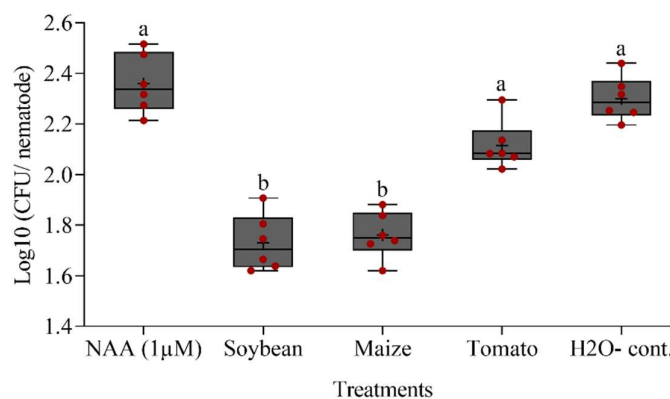 2.6
2.4
2.2
2.0
1.8
1.6
1.4
Log10 (CFU/ nematode)
a
b
b
a
a
NAA (1µM) Soybean Maize Tomato H2O- cont.
Treatments